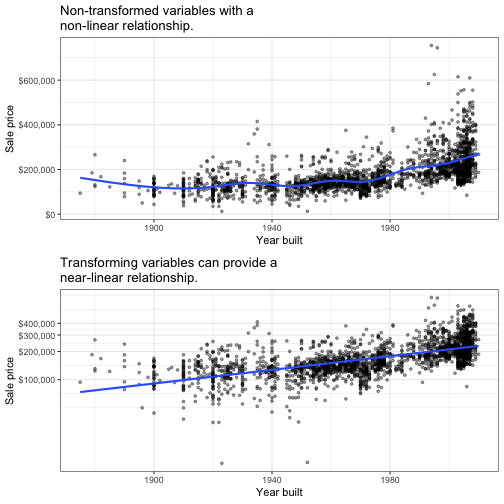 Non-transformed variables with a
non-linear relationship.
$600,000
$400,000
$200,000
$0
Sale price
1900
1940
1980
Year built
Transforming variables can provide a
near-linear relationship.
$400,000
$300,000
$200,000
$100,000
Sale price
1900
1940
1980
Year built